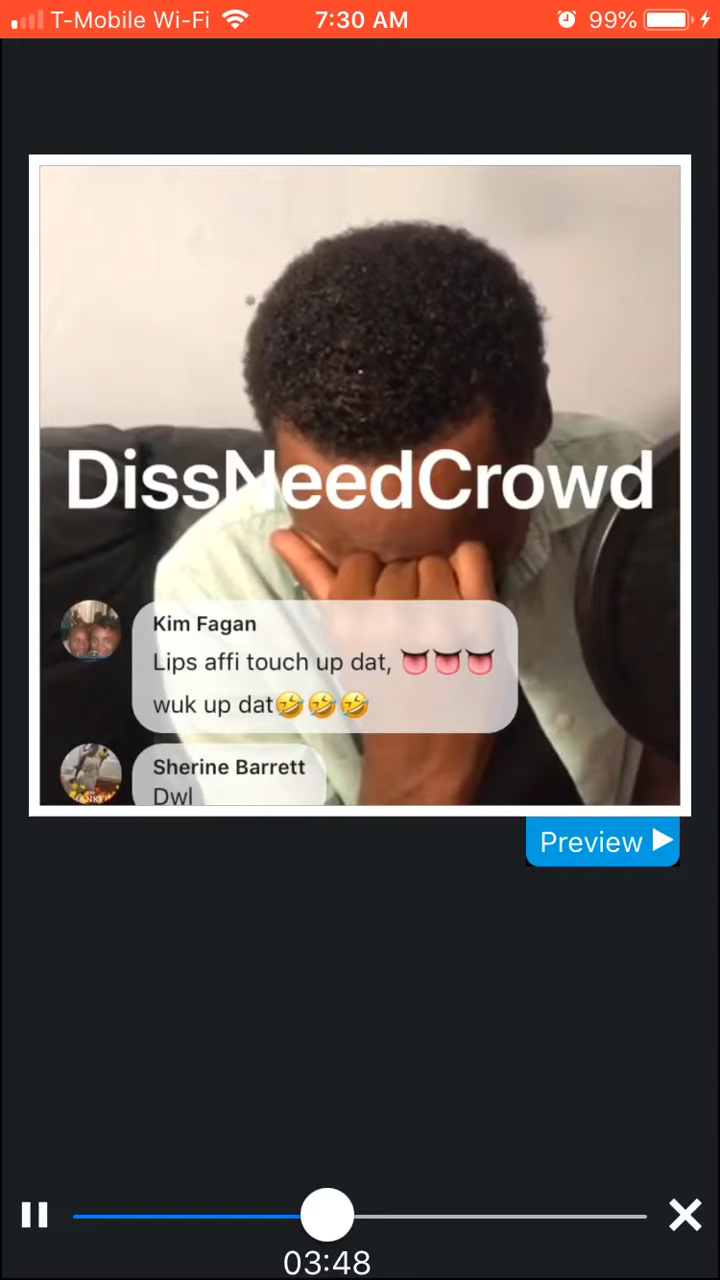 T-Mobile Wi-Fi 7:30 AM 99%
DissNeedCrowd
Kim Fagan
Lips affi touch up dat, 👅👅👅
wuk up dat🤣🤣🤣
Sherine Barrett
Dwl
Preview
03:48